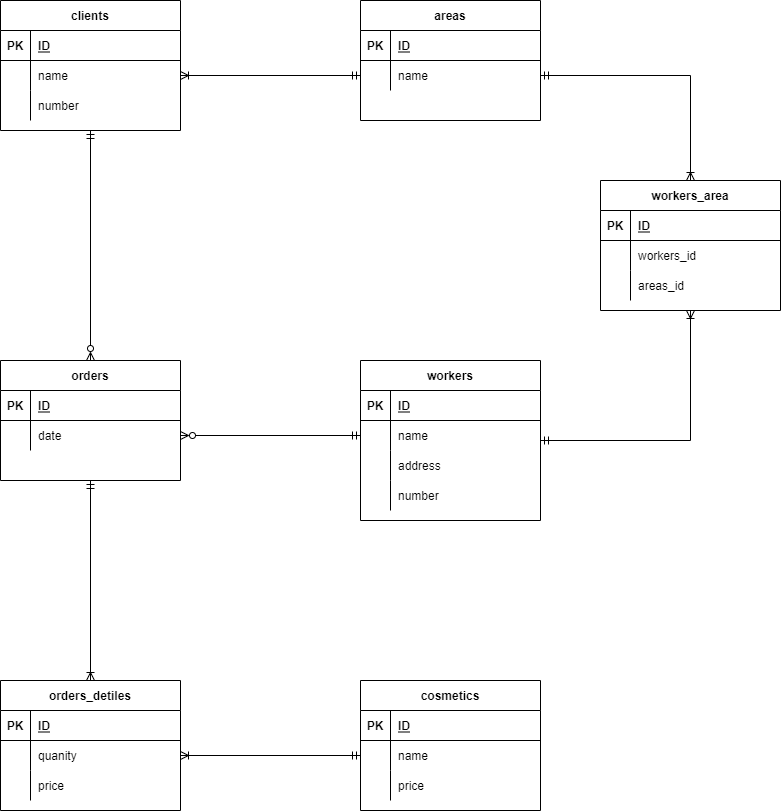 clients
PK ID
name
number
areas
PK ID
name
workers_area
PK ID
workers_id
areas_id
orders
PK ID
date
workers
PK ID
name
address
number
orders_detiles
PK ID
quanity
price
cosmetics
PK ID
name
price